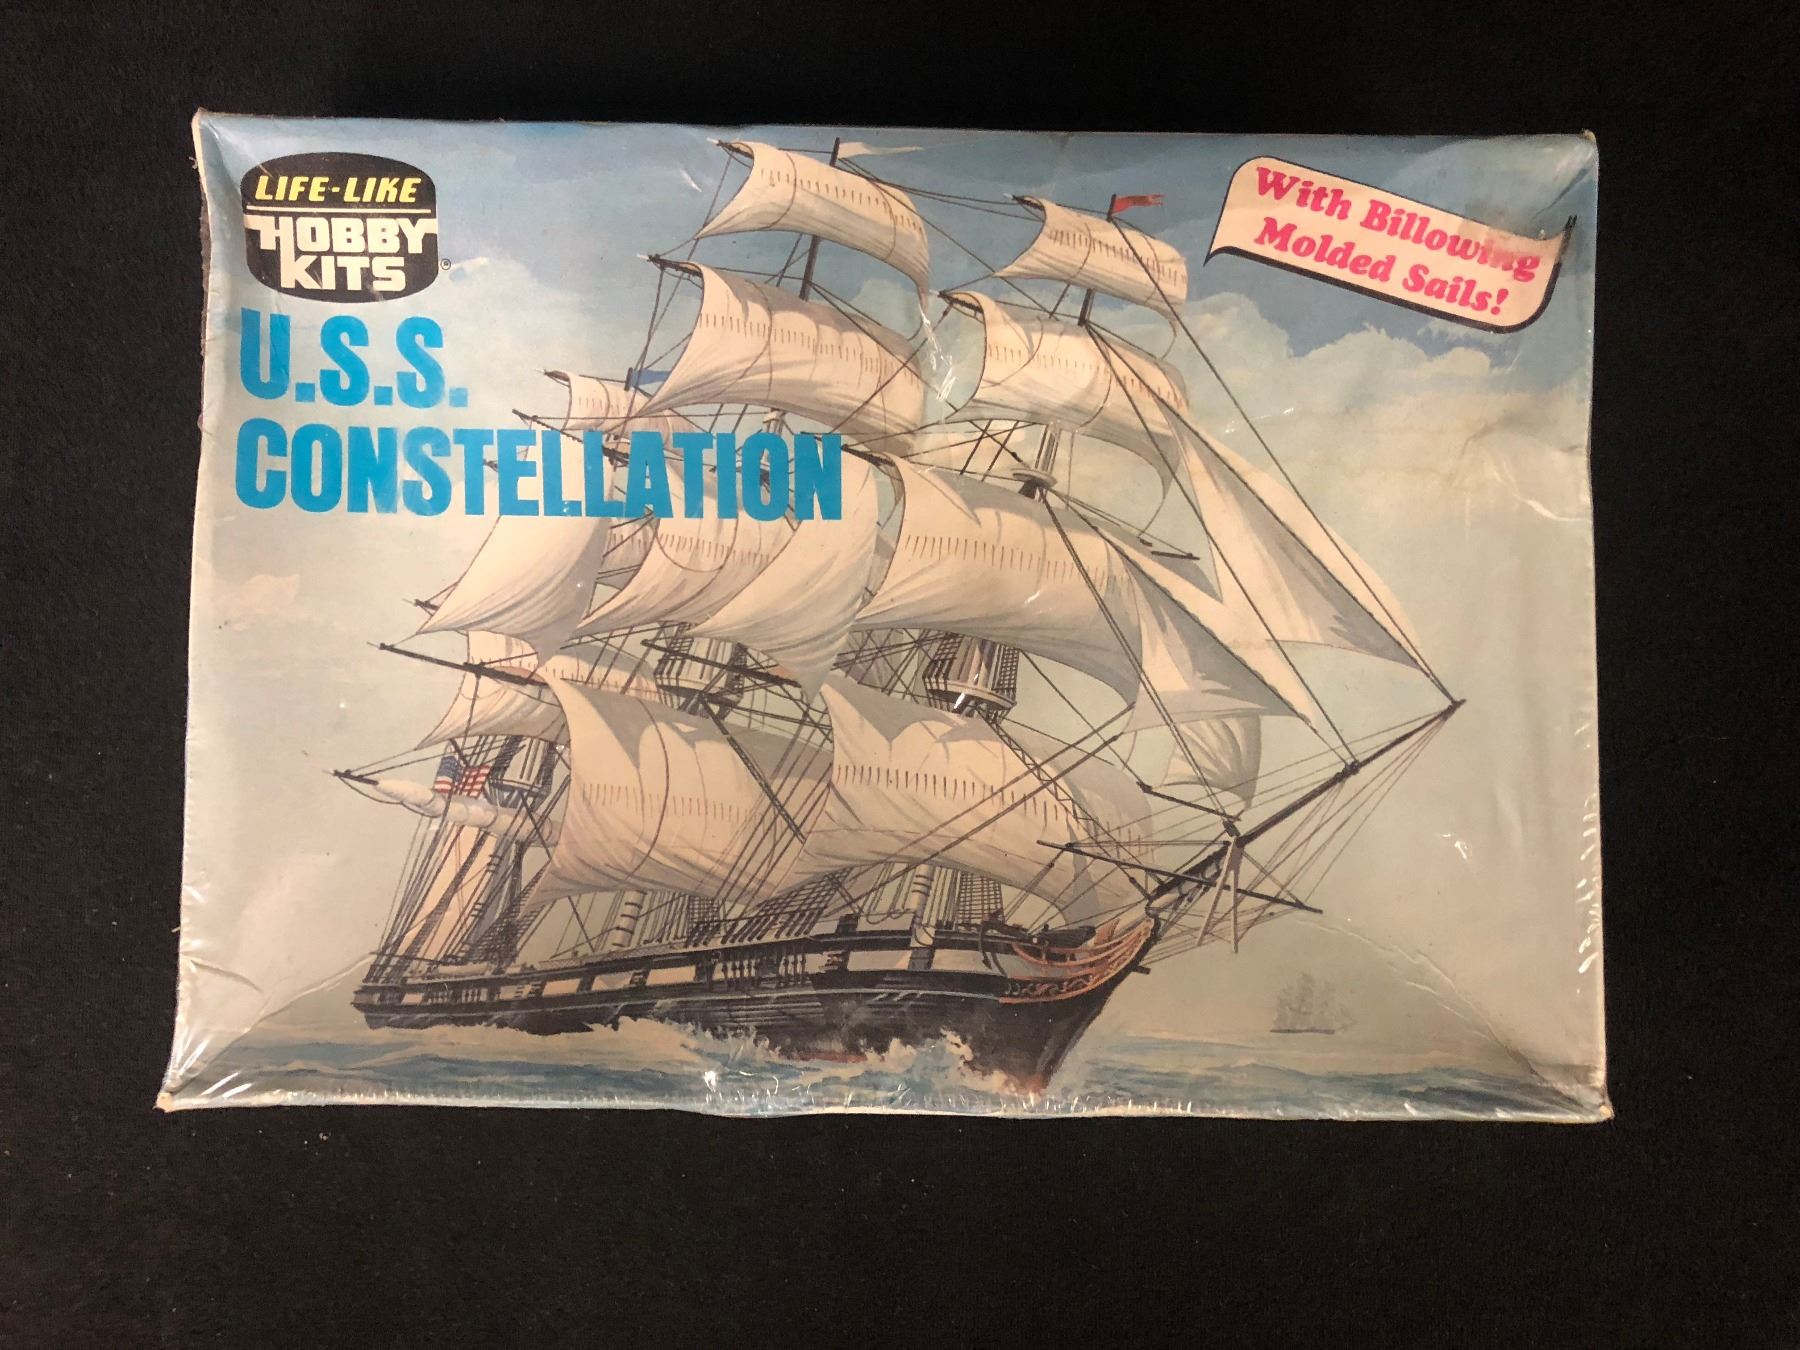 LIFE-LIKE
HOBBY
KITS
®
U.S.S.
CONSTELLATION
With Billowing
Molded Sails!